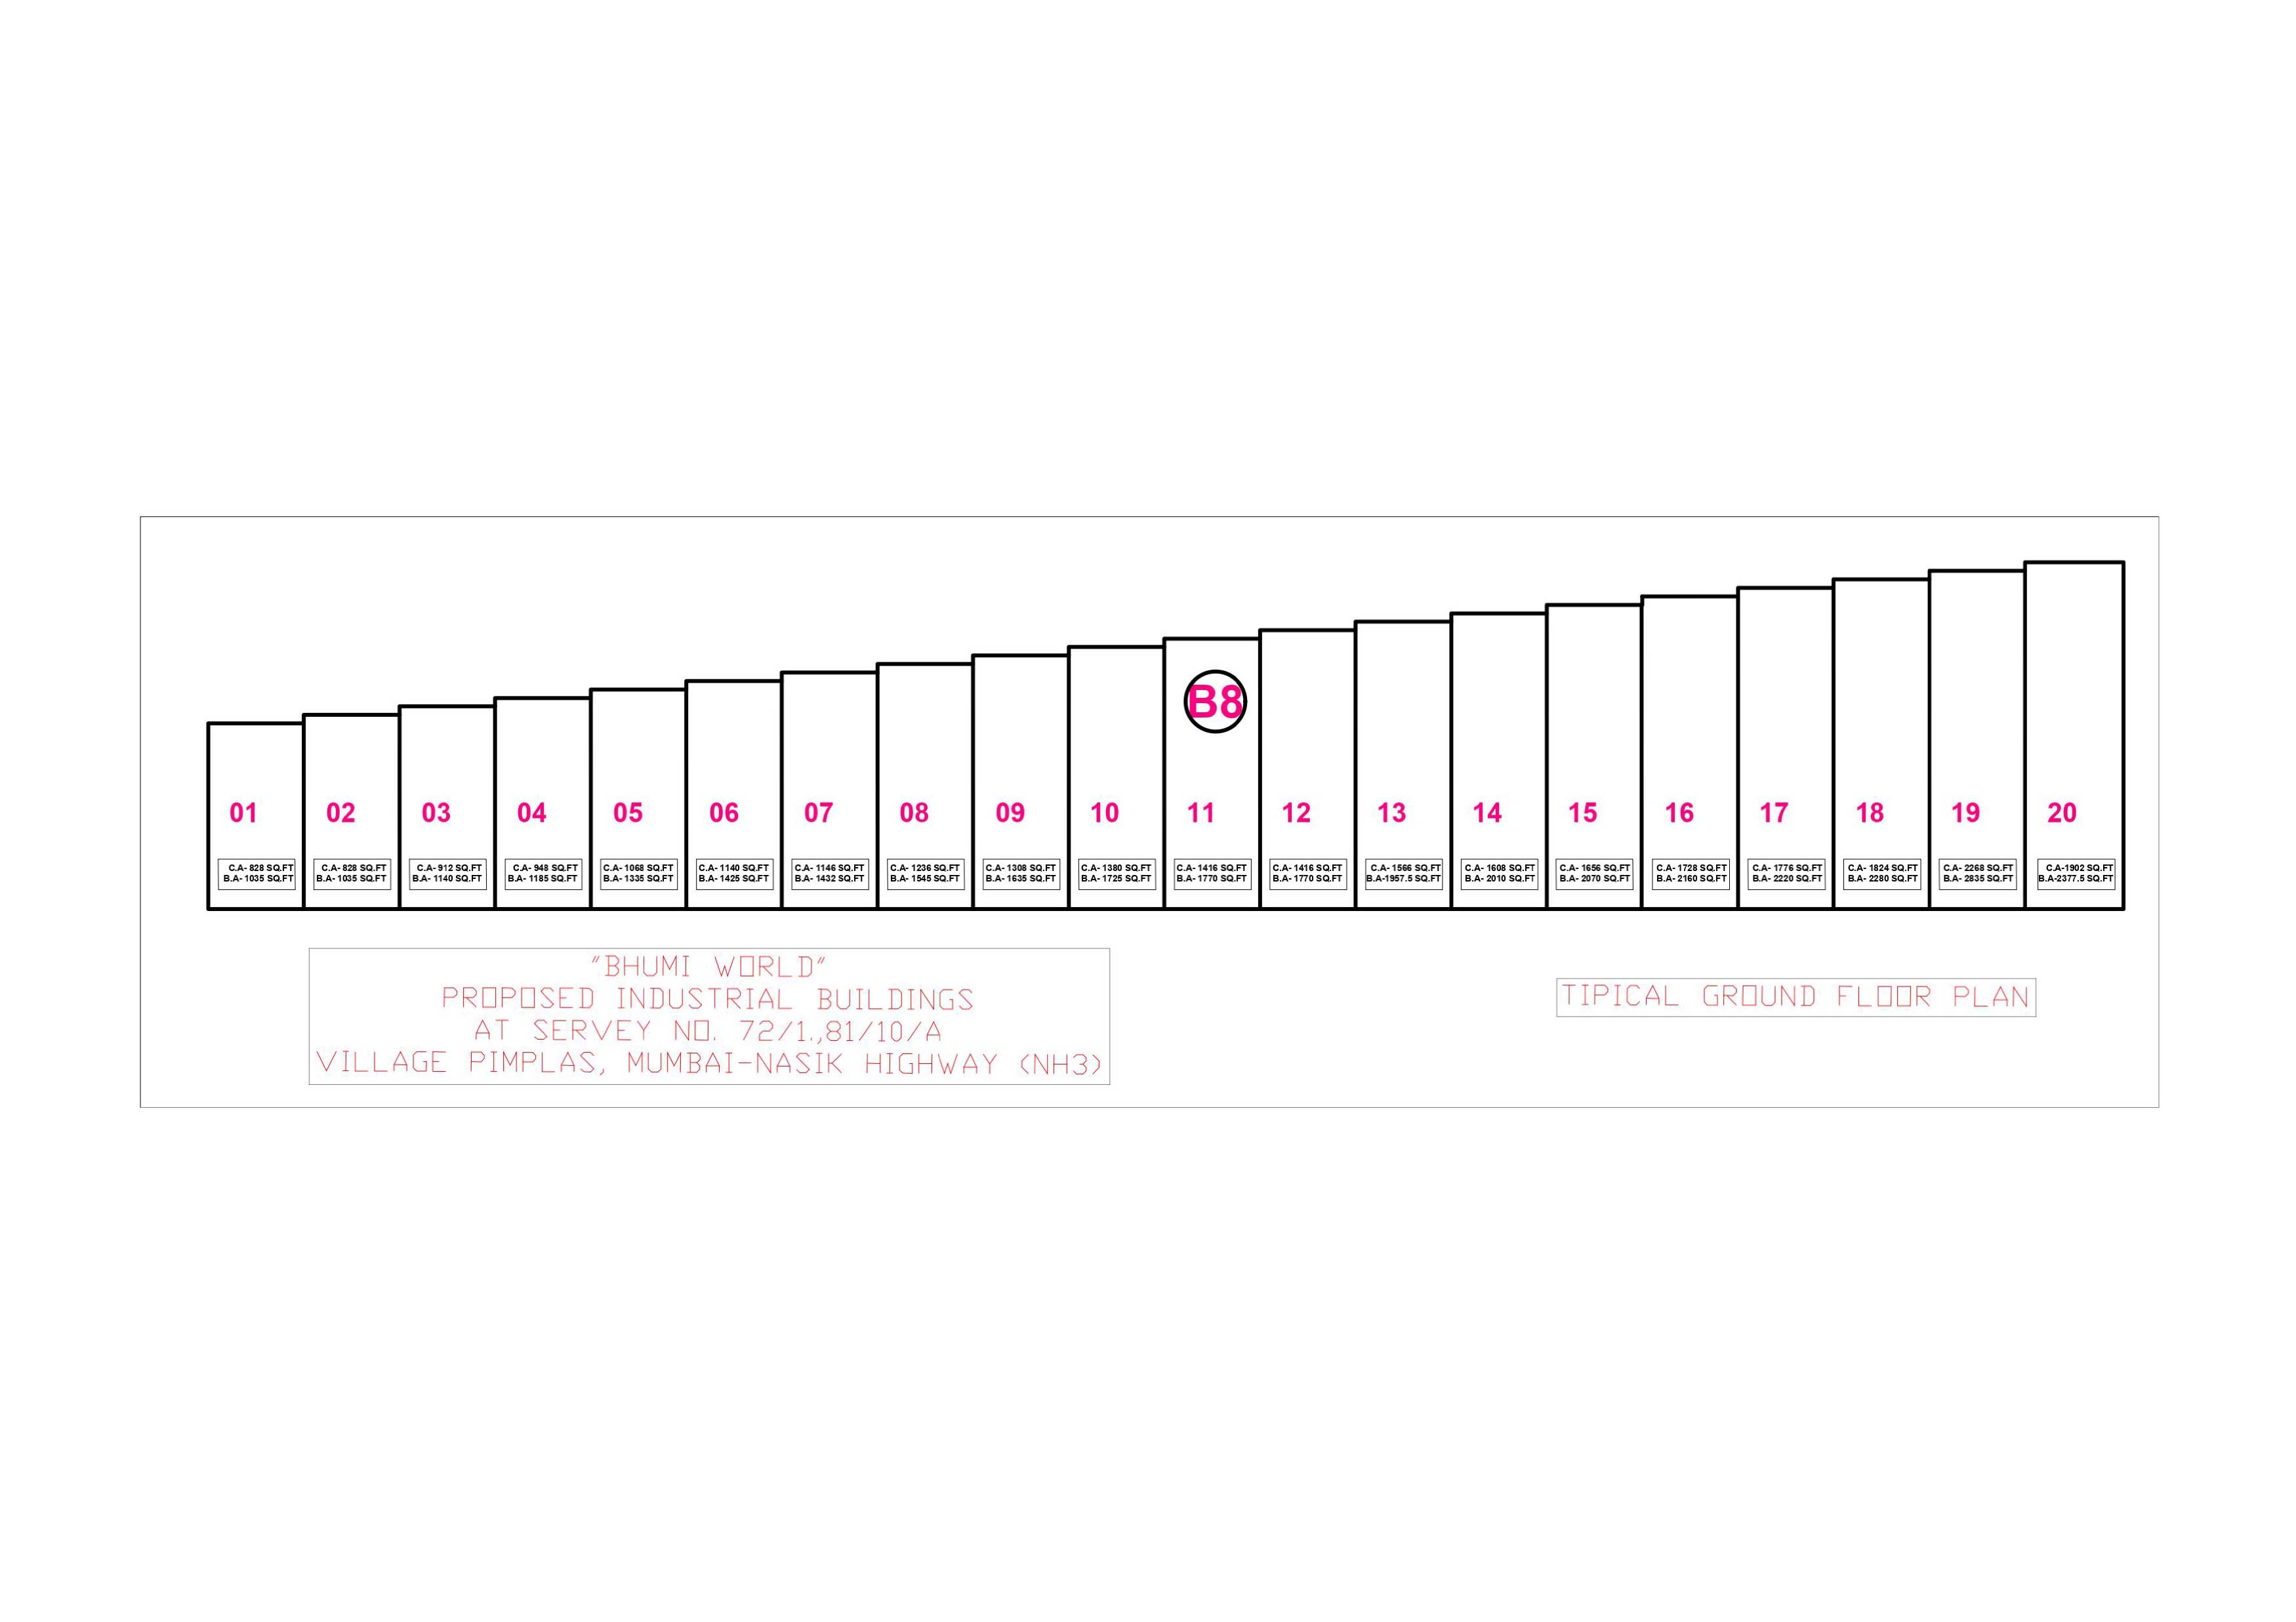 B8
01 02 03 04 05 06 07 08 09 10 11 12 13 14 15 16 17 18 19 20
C.A- 828 SQ.FT
B.A- 1035 SQ.FT
C.A- 828 SQ.FT
B.A- 1035 SQ.FT
C.A- 912 SQ.FT
B.A- 1140 SQ.FT
C.A- 948 SQ.FT
B.A- 1185 SQ.FT
C.A- 1068 SQ.FT
B.A- 1335 SQ.FT
C.A- 1140 SQ.FT
B.A- 1425 SQ.FT
C.A- 1146 SQ.FT
B.A- 1432 SQ.FT
C.A- 1236 SQ.FT
B.A- 1545 SQ.FT
C.A- 1308 SQ.FT
B.A- 1635 SQ.FT
C.A- 1380 SQ.FT
B.A- 1725 SQ.FT
C.A- 1416 SQ.FT
B.A- 1770 SQ.FT
C.A- 1416 SQ.FT
B.A- 1770 SQ.FT
C.A- 1566 SQ.FT
B.A-1957.5 SQ.FT
C.A- 1608 SQ.FT
B.A- 2010 SQ.FT
C.A- 1656 SQ.FT
B.A- 2070 SQ.FT
C.A- 1728 SQ.FT
B.A- 2160 SQ.FT
C.A- 1776 SQ.FT
B.A- 2220 SQ.FT
C.A- 1824 SQ.FT
B.A- 2280 SQ.FT
C.A- 2268 SQ.FT
B.A- 2835 SQ.FT
C.A-1902 SQ.FT
B.A-2377.5 SQ.FT
"BHUMI WORLD"
PROPOSED INDUSTRIAL BUILDINGS
AT SERVEY NO. 72/1.,81/10/A
VILLAGE PIMPLAS, MUMBAI-NASIK HIGHWAY (NH3)
TIPICAL GROUND FLOOR PLAN